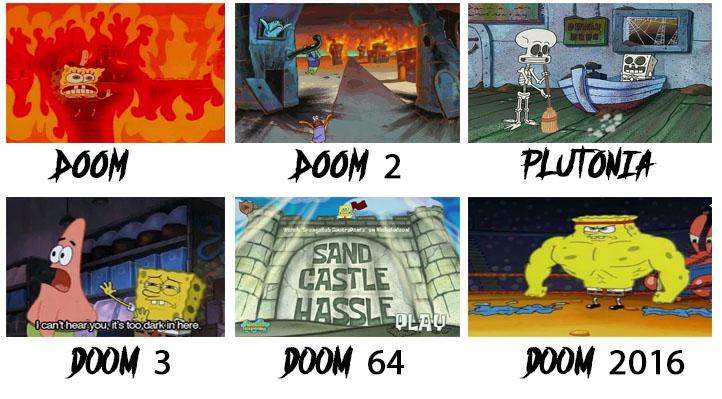 DOOM
DOOM 2
PLUTONIA
I can't hear you, it's too dark in here.
Watch "SpongeBob SquarePants" on Nickelodeon!
SAND
CASTLE
HASSLE
PLAY
DOOM 3
DOOM 64
DOOM 2016